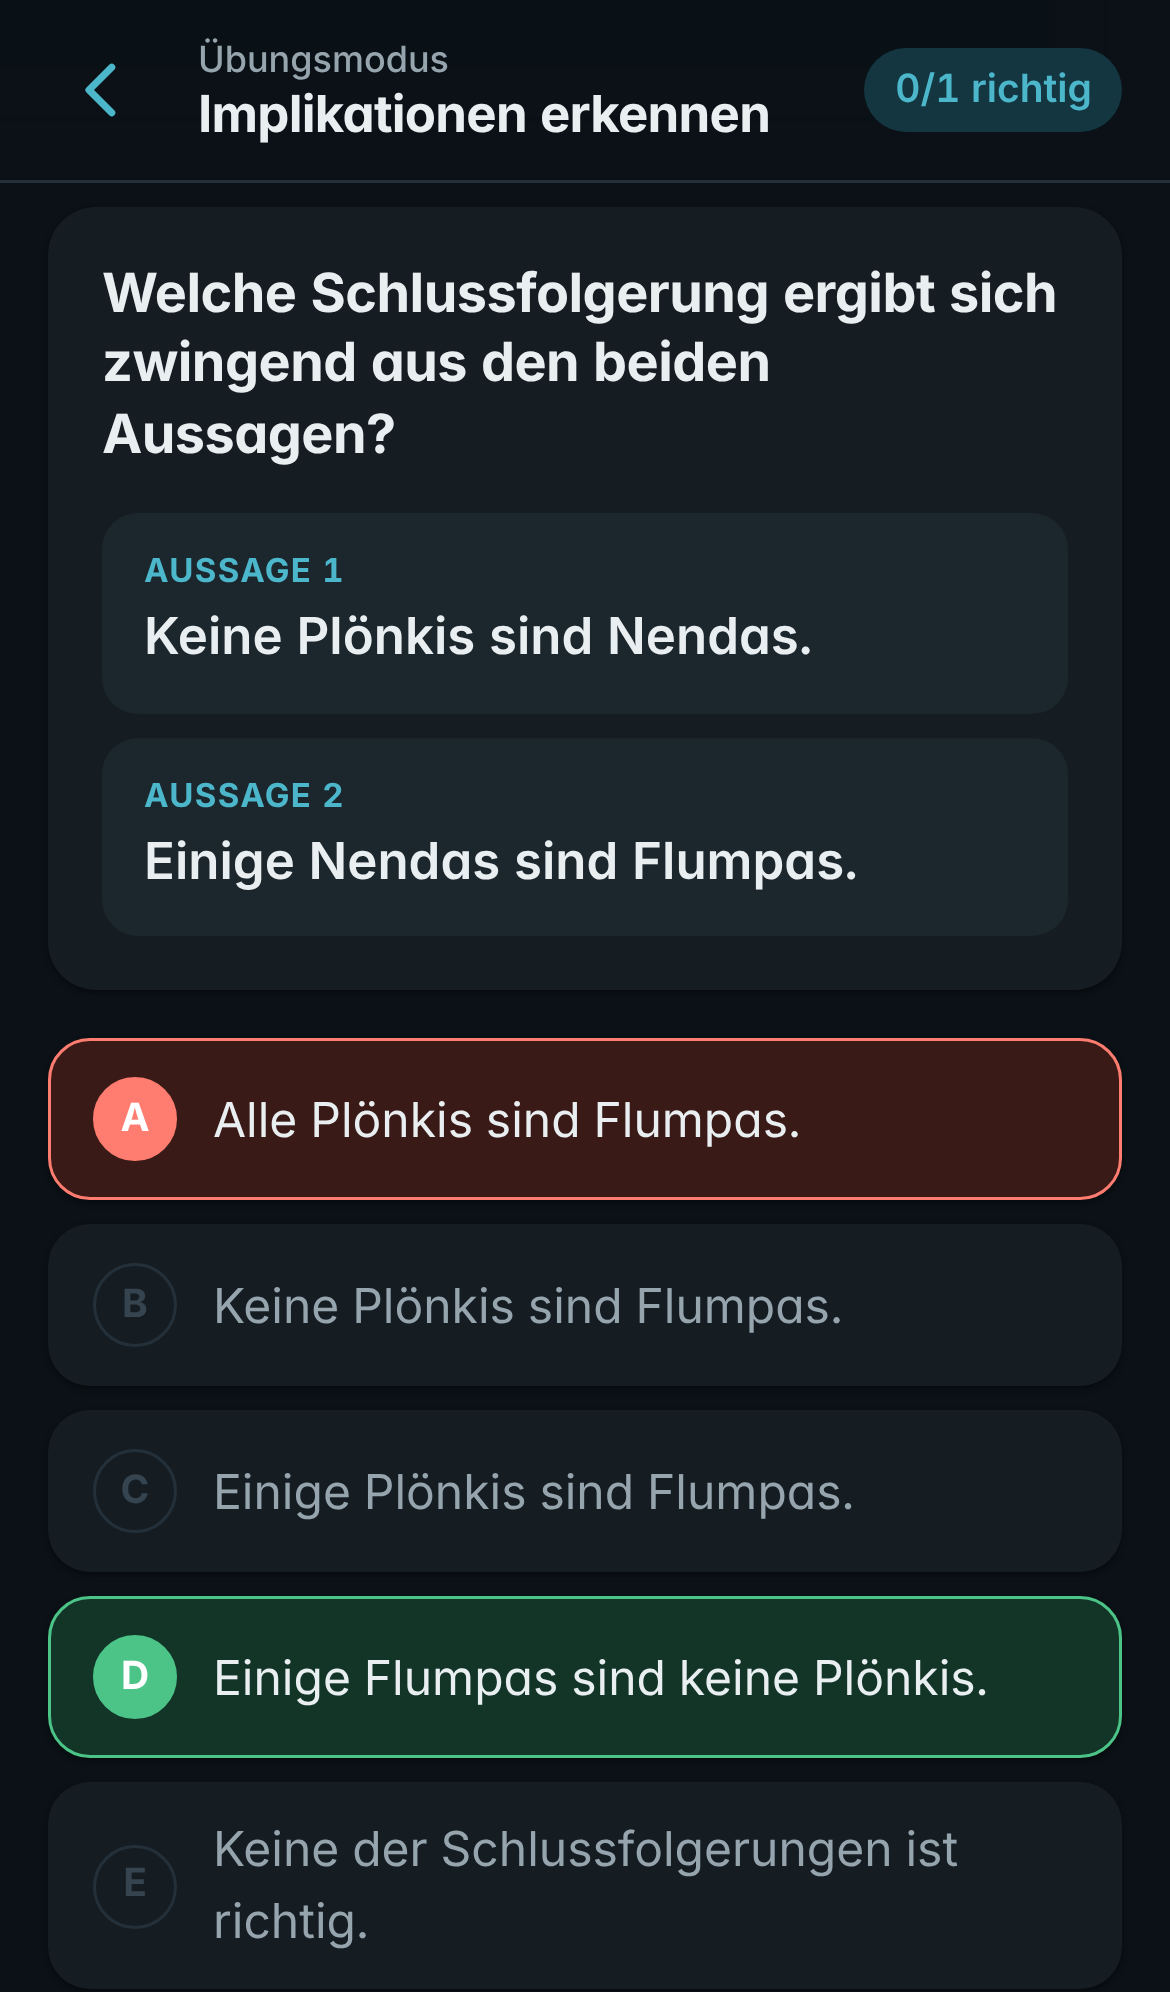 Übungsmodus
Implikationen erkennen
0/1 richtig
Welche Schlussfolgerung ergibt sich
zwingend aus den beiden
Aussagen?
AUSSAGE 1
Keine Plönkis sind Nendas.
AUSSAGE 2
Einige Nendas sind Flumpas.
A Alle Plönkis sind Flumpas.
B Keine Plönkis sind Flumpas.
C Einige Plönkis sind Flumpas.
D Einige Flumpas sind keine Plönkis.
E Keine der Schlussfolgerungen ist
richtig.